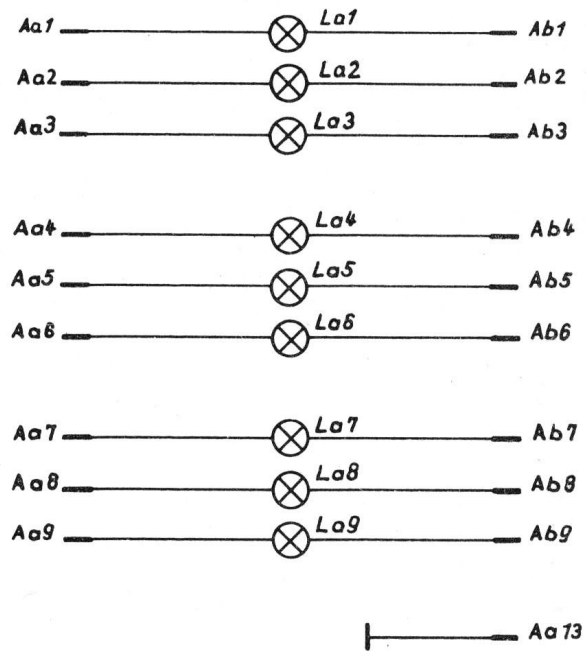 Aa1 La1 Ab1
Aa2 La2 Ab2
Aa3 La3 Ab3
Aa4 La4 Ab4
Aa5 La5 Ab5
Aa6 La6 Ab6
Aa7 La7 Ab7
Aa8 La8 Ab8
Aa9 La9 Ab9
Aa13